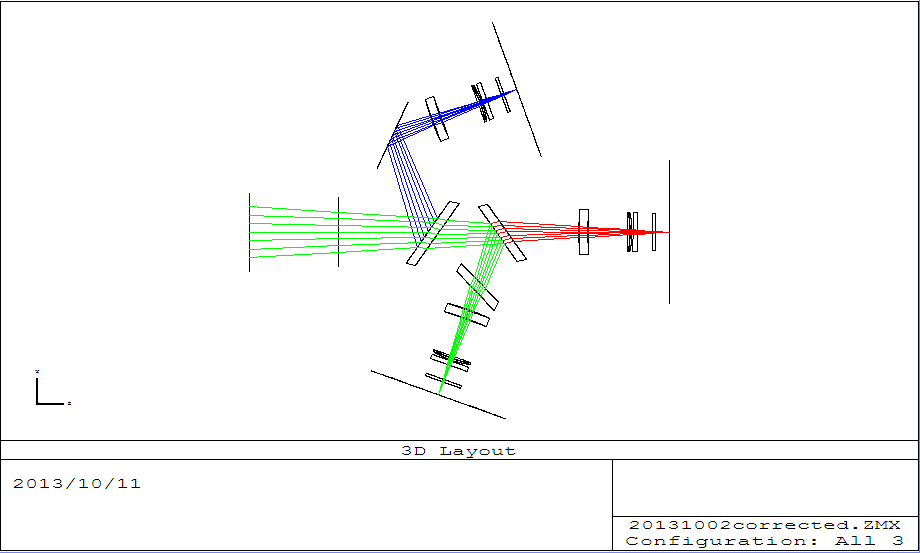 3D Layout
2013/10/11
20131002corrected.ZMX
Configuration: All 3